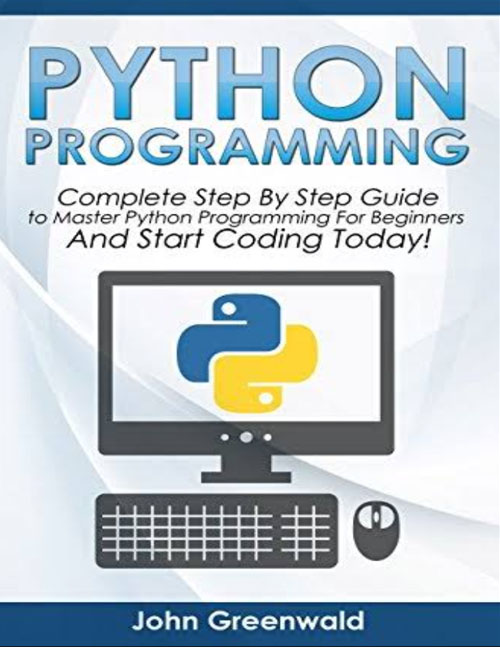 PYTHON
PROGRAMMING
Complete Step By Step Guide
to Master Python Programming For Beginners
And Start Coding Today!
John Greenwald